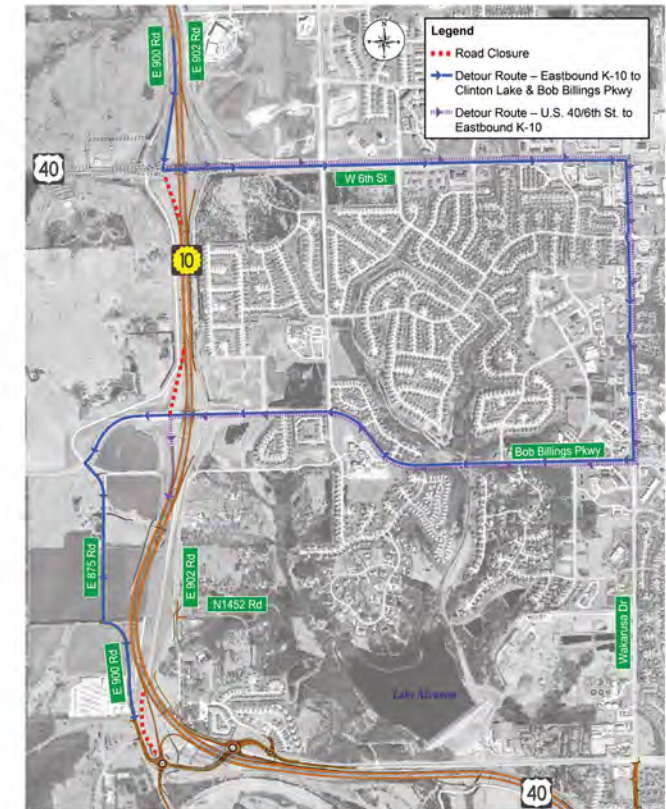 E 900 Rd
E 902 Rd
N
Legend
Road Closure
Detour Route – Eastbound K-10 to
Clinton Lake & Bob Billings Pkwy
Detour Route – U.S. 40/6th St. to
Eastbound K-10
40
W 6th St
10
Bob Billings Pkwy
E 875 Rd
E 902 Rd
N1452 Rd
Wakarusa Dr
E 900 Rd
Lake Alvamar
40